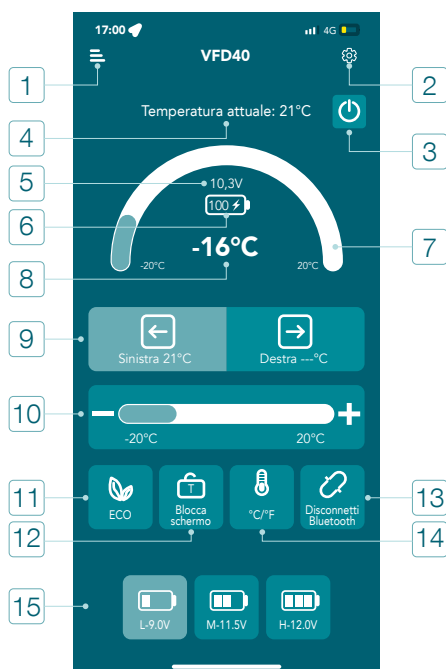 17:00
4G
1
VFD40
2
Temperatura attuale: 21°C
3
4
5
10,3V
6
100
7
-16°C
8
-20°C
20°C
9
Sinistra 21°C
Destra ---°C
10
-20°C
20°C
11
ECO
T
Blocca
schermo
°C/°F
Disconnetti
Bluetooth
13
12
14
15
L-9.0V
M-11.5V
H-12.0V